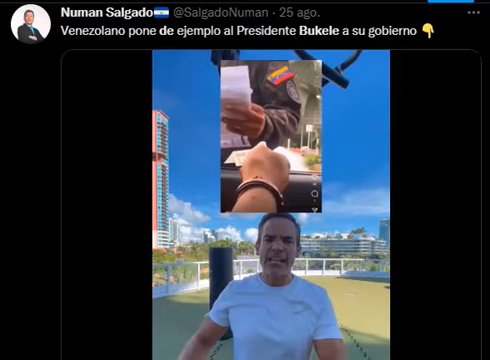 Numan Salgado @SalgadoNuman · 25 ago.
Venezolano pone de ejemplo al Presidente Bukele a su gobierno